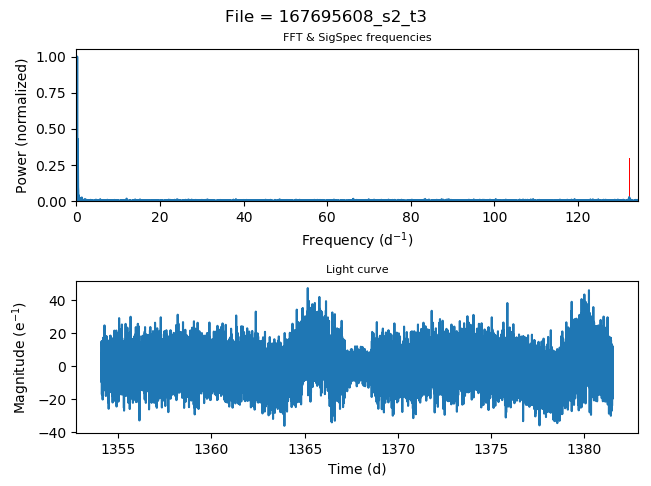 File = 167695608_s2_t3
FFT & SigSpec frequencies
1.00
0.75
0.50
0.25
0.00
Power (normalized)
0 20 40 60 80 100 120
Frequency (d⁻¹)
Light curve
40
20
0
−20
−40
Magnitude (e⁻¹)
1355 1360 1365 1370 1375 1380
Time (d)